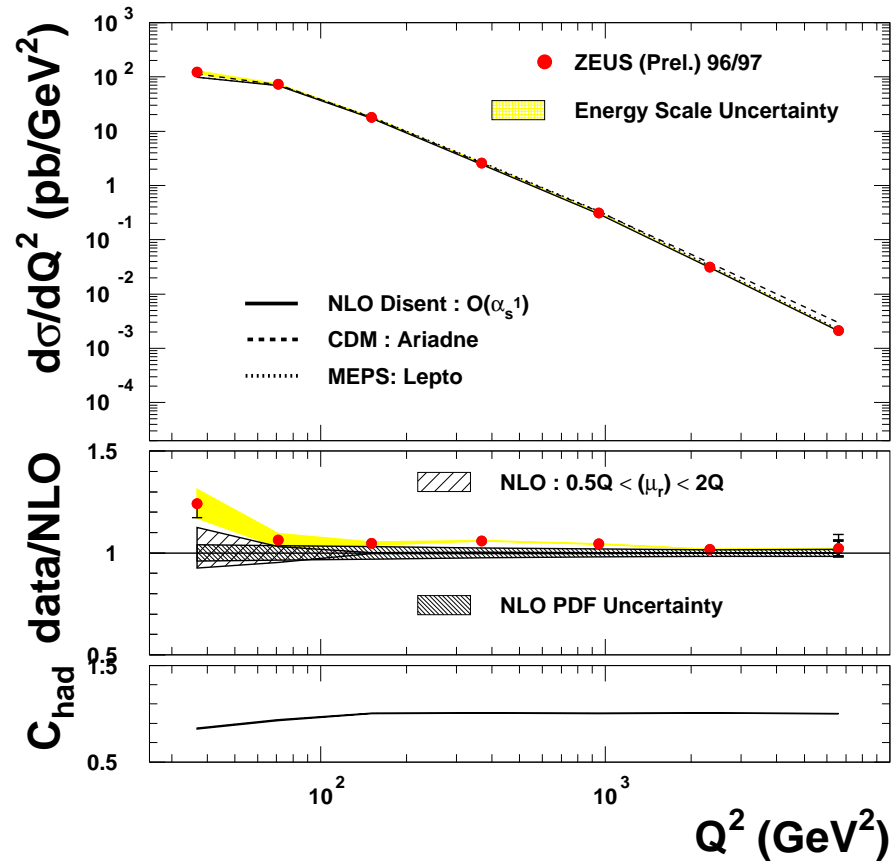 dσ/dQ² (pb/GeV²)
10³
10²
10
1
10⁻¹
10⁻²
10⁻³
10⁻⁴
ZEUS (Prel.) 96/97
Energy Scale Uncertainty
NLO Disent : O(αₛ¹)
CDM : Ariadne
MEPS: Lepto
data/NLO
1.5
1
0.5
NLO : 0.5Q < (μᵣ) < 2Q
NLO PDF Uncertainty
C_had
1.5
0.5
10²
10³
Q² (GeV²)